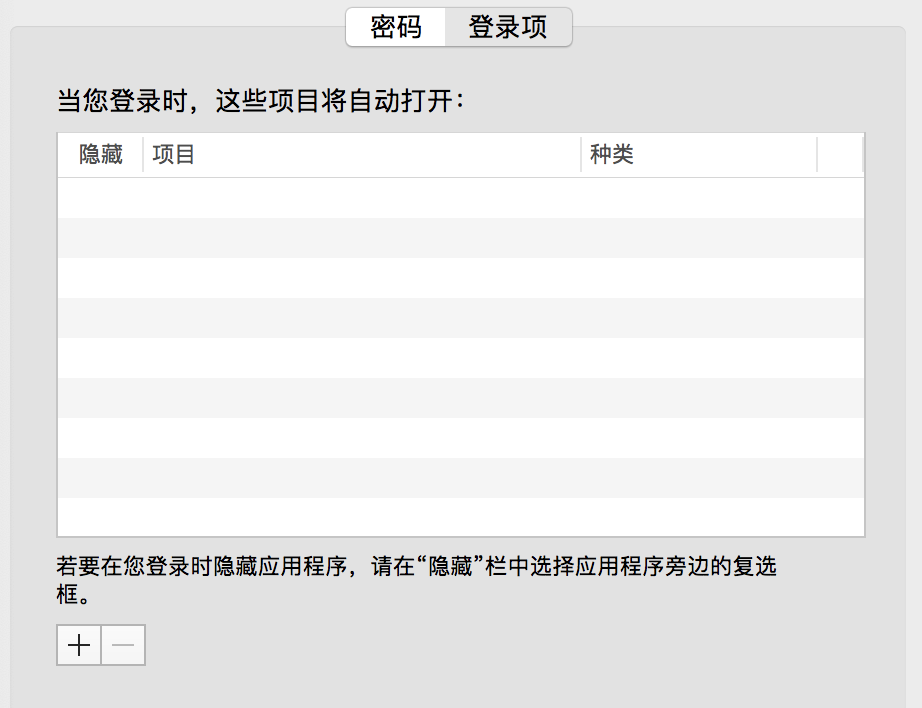 密码 登录项
当您登录时，这些项目将自动打开：
隐藏 项目 种类
若要在您登录时隐藏应用程序，请在“隐藏”栏中选择应用程序旁边的复选
框。